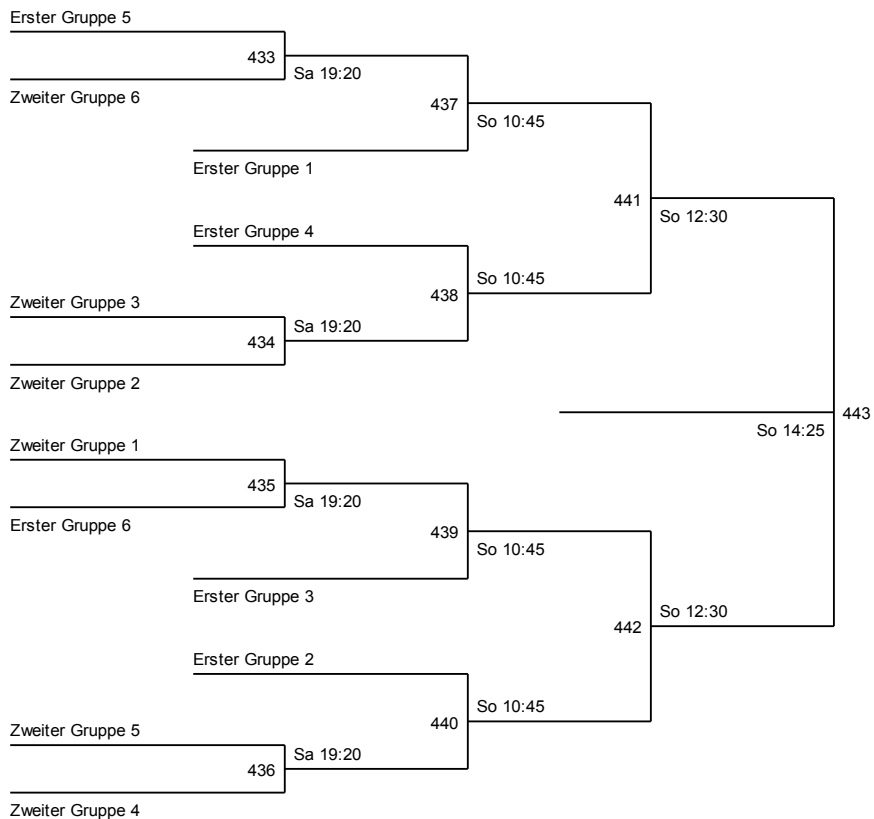 Erster Gruppe 5
433
Sa 19:20
Zweiter Gruppe 6
437
So 10:45
Erster Gruppe 1
441
So 12:30
Erster Gruppe 4
438
So 10:45
Zweiter Gruppe 3
434
Sa 19:20
Zweiter Gruppe 2
443
So 14:25
Zweiter Gruppe 1
435
Sa 19:20
Erster Gruppe 6
439
So 10:45
Erster Gruppe 3
442
So 12:30
Erster Gruppe 2
440
So 10:45
Zweiter Gruppe 5
436
Sa 19:20
Zweiter Gruppe 4